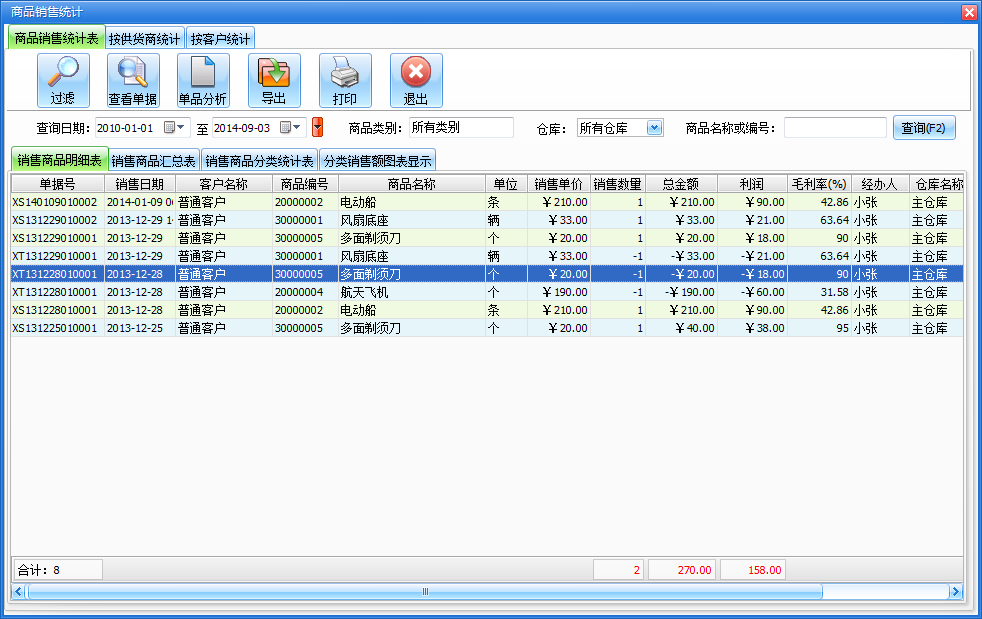 商品销售统计
商品销售统计表 按供货商统计 按客户统计
过滤 查看单据 单品分析 导出 打印 退出
查询日期： 2010-01-01 至 2014-09-03 商品类别： 所有类别 仓库： 所有仓库 商品名称或编号： 查询(F2)
销售商品明细表 销售商品汇总表 销售商品分类统计表 分类销售额图表显示
单据号 销售日期 客户名称 商品编号 商品名称 单位 销售单价 销售数量 总金额 利润 毛利率(%) 经办人 仓库名称
XS140109010002 2014-01-09 0 普通客户 20000002 电动船 条 ￥210.00 1 ￥210.00 ￥90.00 42.86 小张 主仓库
XS131229010002 2013-12-29 1 普通客户 30000001 风扇底座 辆 ￥33.00 1 ￥33.00 ￥21.00 63.64 小张 主仓库
XS131229010001 2013-12-29 普通客户 30000005 多面剃须刀 个 ￥20.00 1 ￥20.00 ￥18.00 90 小张 主仓库
XT131229010001 2013-12-29 普通客户 30000001 风扇底座 辆 ￥33.00 -1 -￥33.00 -￥21.00 63.64 小张 主仓库
XT131228010001 2013-12-28 普通客户 30000005 多面剃须刀 个 ￥20.00 -1 -￥20.00 -￥18.00 90 小张 主仓库
XT131228010001 2013-12-28 普通客户 20000004 航天飞机 个 ￥190.00 -1 -￥190.00 -￥60.00 31.58 小张 主仓库
XS131228010001 2013-12-28 普通客户 20000002 电动船 条 ￥210.00 1 ￥210.00 ￥90.00 42.86 小张 主仓库
XS131225010001 2013-12-25 普通客户 30000005 多面剃须刀 个 ￥20.00 1 ￥40.00 ￥38.00 95 小张 主仓库
合计： 8 2 270.00 158.00